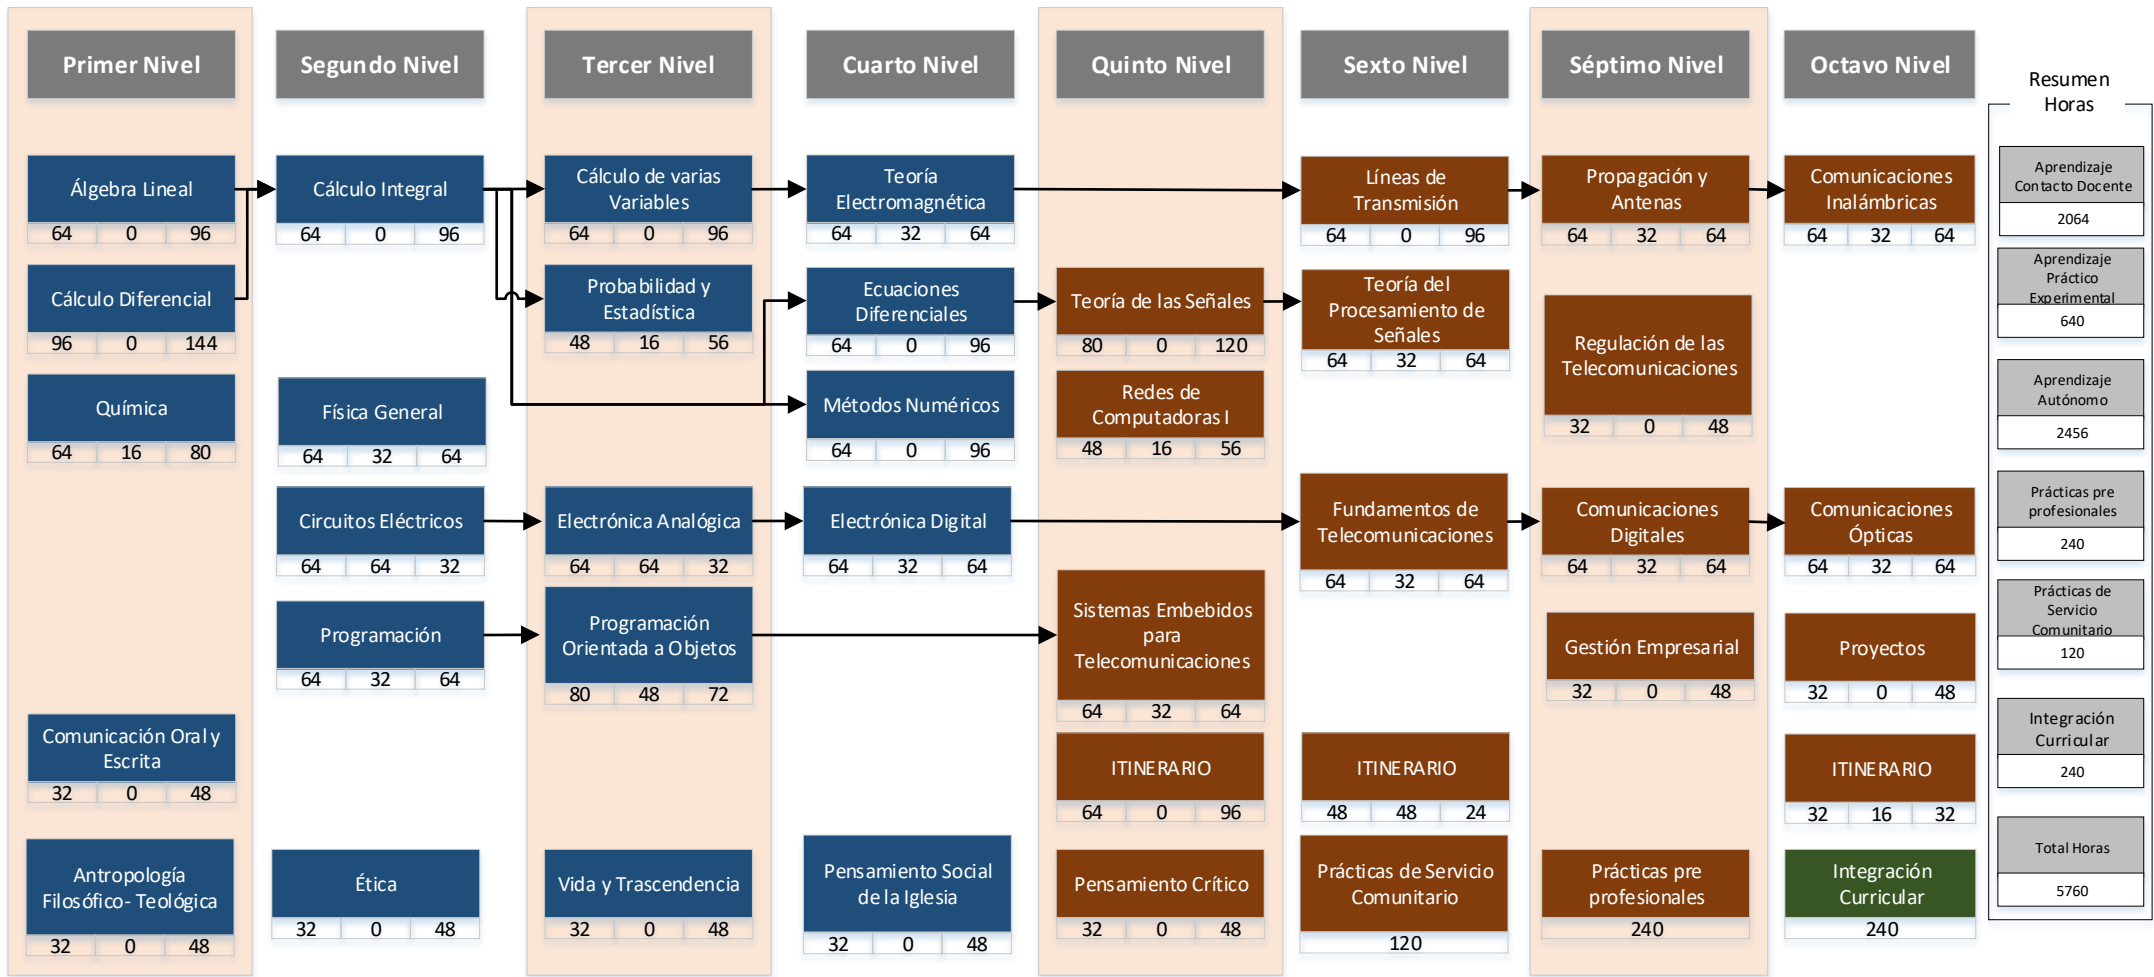 Primer Nivel
Álgebra Lineal
64 0 96
Cálculo Diferencial
96 0 144
Química
64 16 80
Comunicación Oral y
Escrita
32 0 48
Antropología
Filosófico- Teológica
32 0 48
Segundo Nivel
Cálculo Integral
64 0 96
Física General
64 32 64
Circuitos Eléctricos
64 64 32
Programación
64 32 64
Ética
32 0 48
Tercer Nivel
Cálculo de varias
Variables
64 0 96
Probabilidad y
Estadística
48 16 56
Electrónica Analógica
64 64 32
Programación
Orientada a Objetos
80 48 72
Vida y Trascendencia
32 0 48
Cuarto Nivel
Teoría
Electromagnética
64 32 64
Ecuaciones
Diferenciales
64 0 96
Métodos Numéricos
64 0 96
Electrónica Digital
64 32 64
Pensamiento Social
de la Iglesia
32 0 48
Quinto Nivel
Teoría de las Señales
80 0 120
Redes de
Computadoras I
48 16 56
Sistemas Embebidos
para
Telecomunicaciones
64 32 64
ITINERARIO
64 0 96
Pensamiento Crítico
32 0 48
Sexto Nivel
Líneas de
Transmisión
64 0 96
Teoría del
Procesamiento de
Señales
64 32 64
Fundamentos de
Telecomunicaciones
64 32 64
ITINERARIO
48 48 24
Prácticas de Servicio
Comunitario
120
Séptimo Nivel
Propagación y
Antenas
64 32 64
Regulación de las
Telecomunicaciones
32 0 48
Comunicaciones
Digitales
64 32 64
Gestión Empresarial
32 0 48
Prácticas pre
profesionales
240
Octavo Nivel
Comunicaciones
Inalámbricas
64 32 64
Comunicaciones
Ópticas
64 32 64
Proyectos
32 0 48
ITINERARIO
32 16 32
Integración
Curricular
240
Resumen
Horas
Aprendizaje
Contacto Docente
2064
Aprendizaje
Práctico
Experimental
640
Aprendizaje
Autónomo
2456
Prácticas pre
profesionales
240
Prácticas de
Servicio
Comunitario
120
Integración
Curricular
240
Total Horas
5760